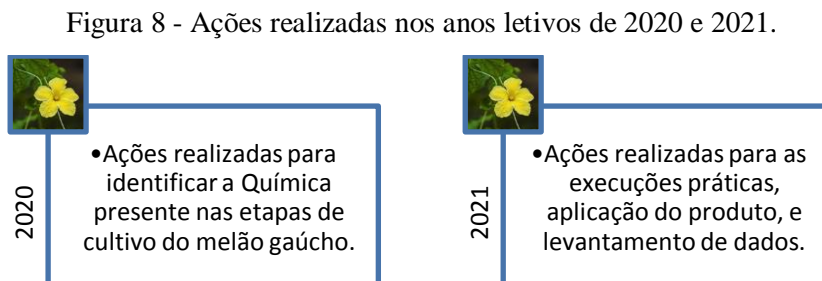 Figura 8 - Ações realizadas nos anos letivos de 2020 e 2021.
2020
•Ações realizadas para
identificar a Química
presente nas etapas de
cultivo do melão gaúcho.
2021
•Ações realizadas para as
execuções práticas,
aplicação do produto, e
levantamento de dados.